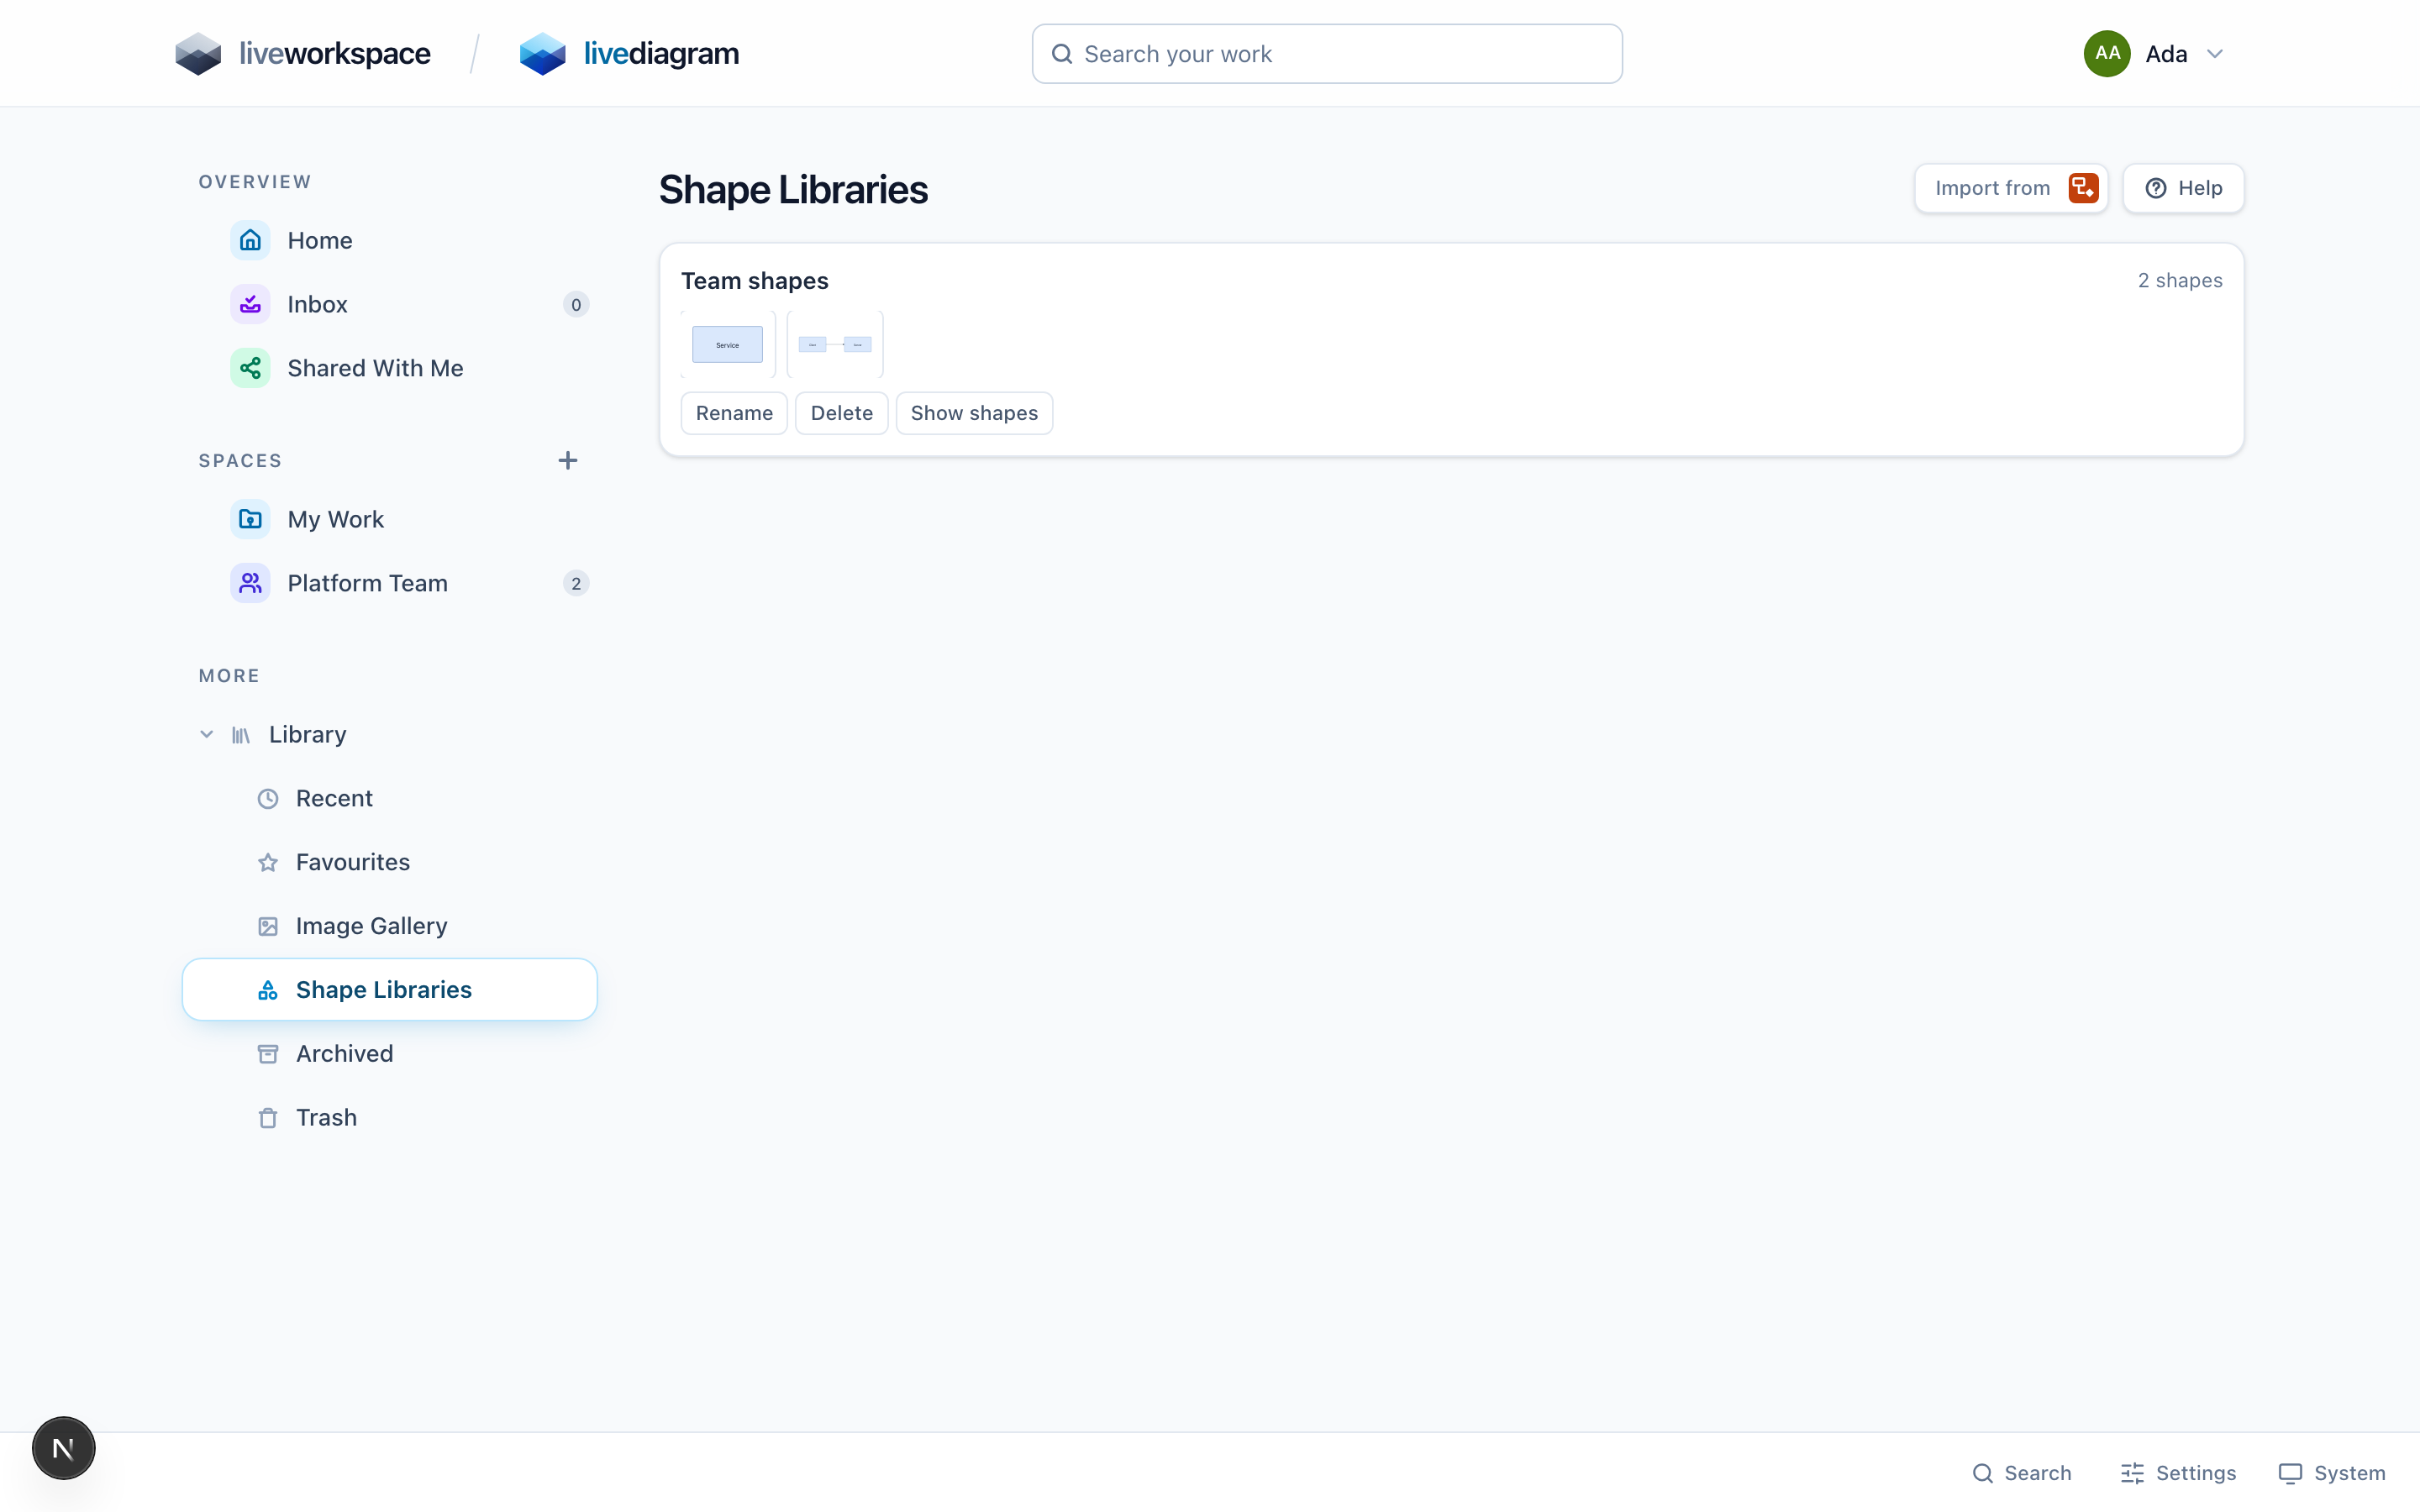 liveworkspace / livediagram
Search your work
AA Ada
OVERVIEW
Home
Inbox 0
Shared With Me
SPACES
My Work
Platform Team 2
MORE
Library
Recent
Favourites
Image Gallery
Shape Libraries
Archived
Trash
Shape Libraries
Import from
Help
Team shapes
2 shapes
Service
Rename Delete Show shapes
N
Search Settings System